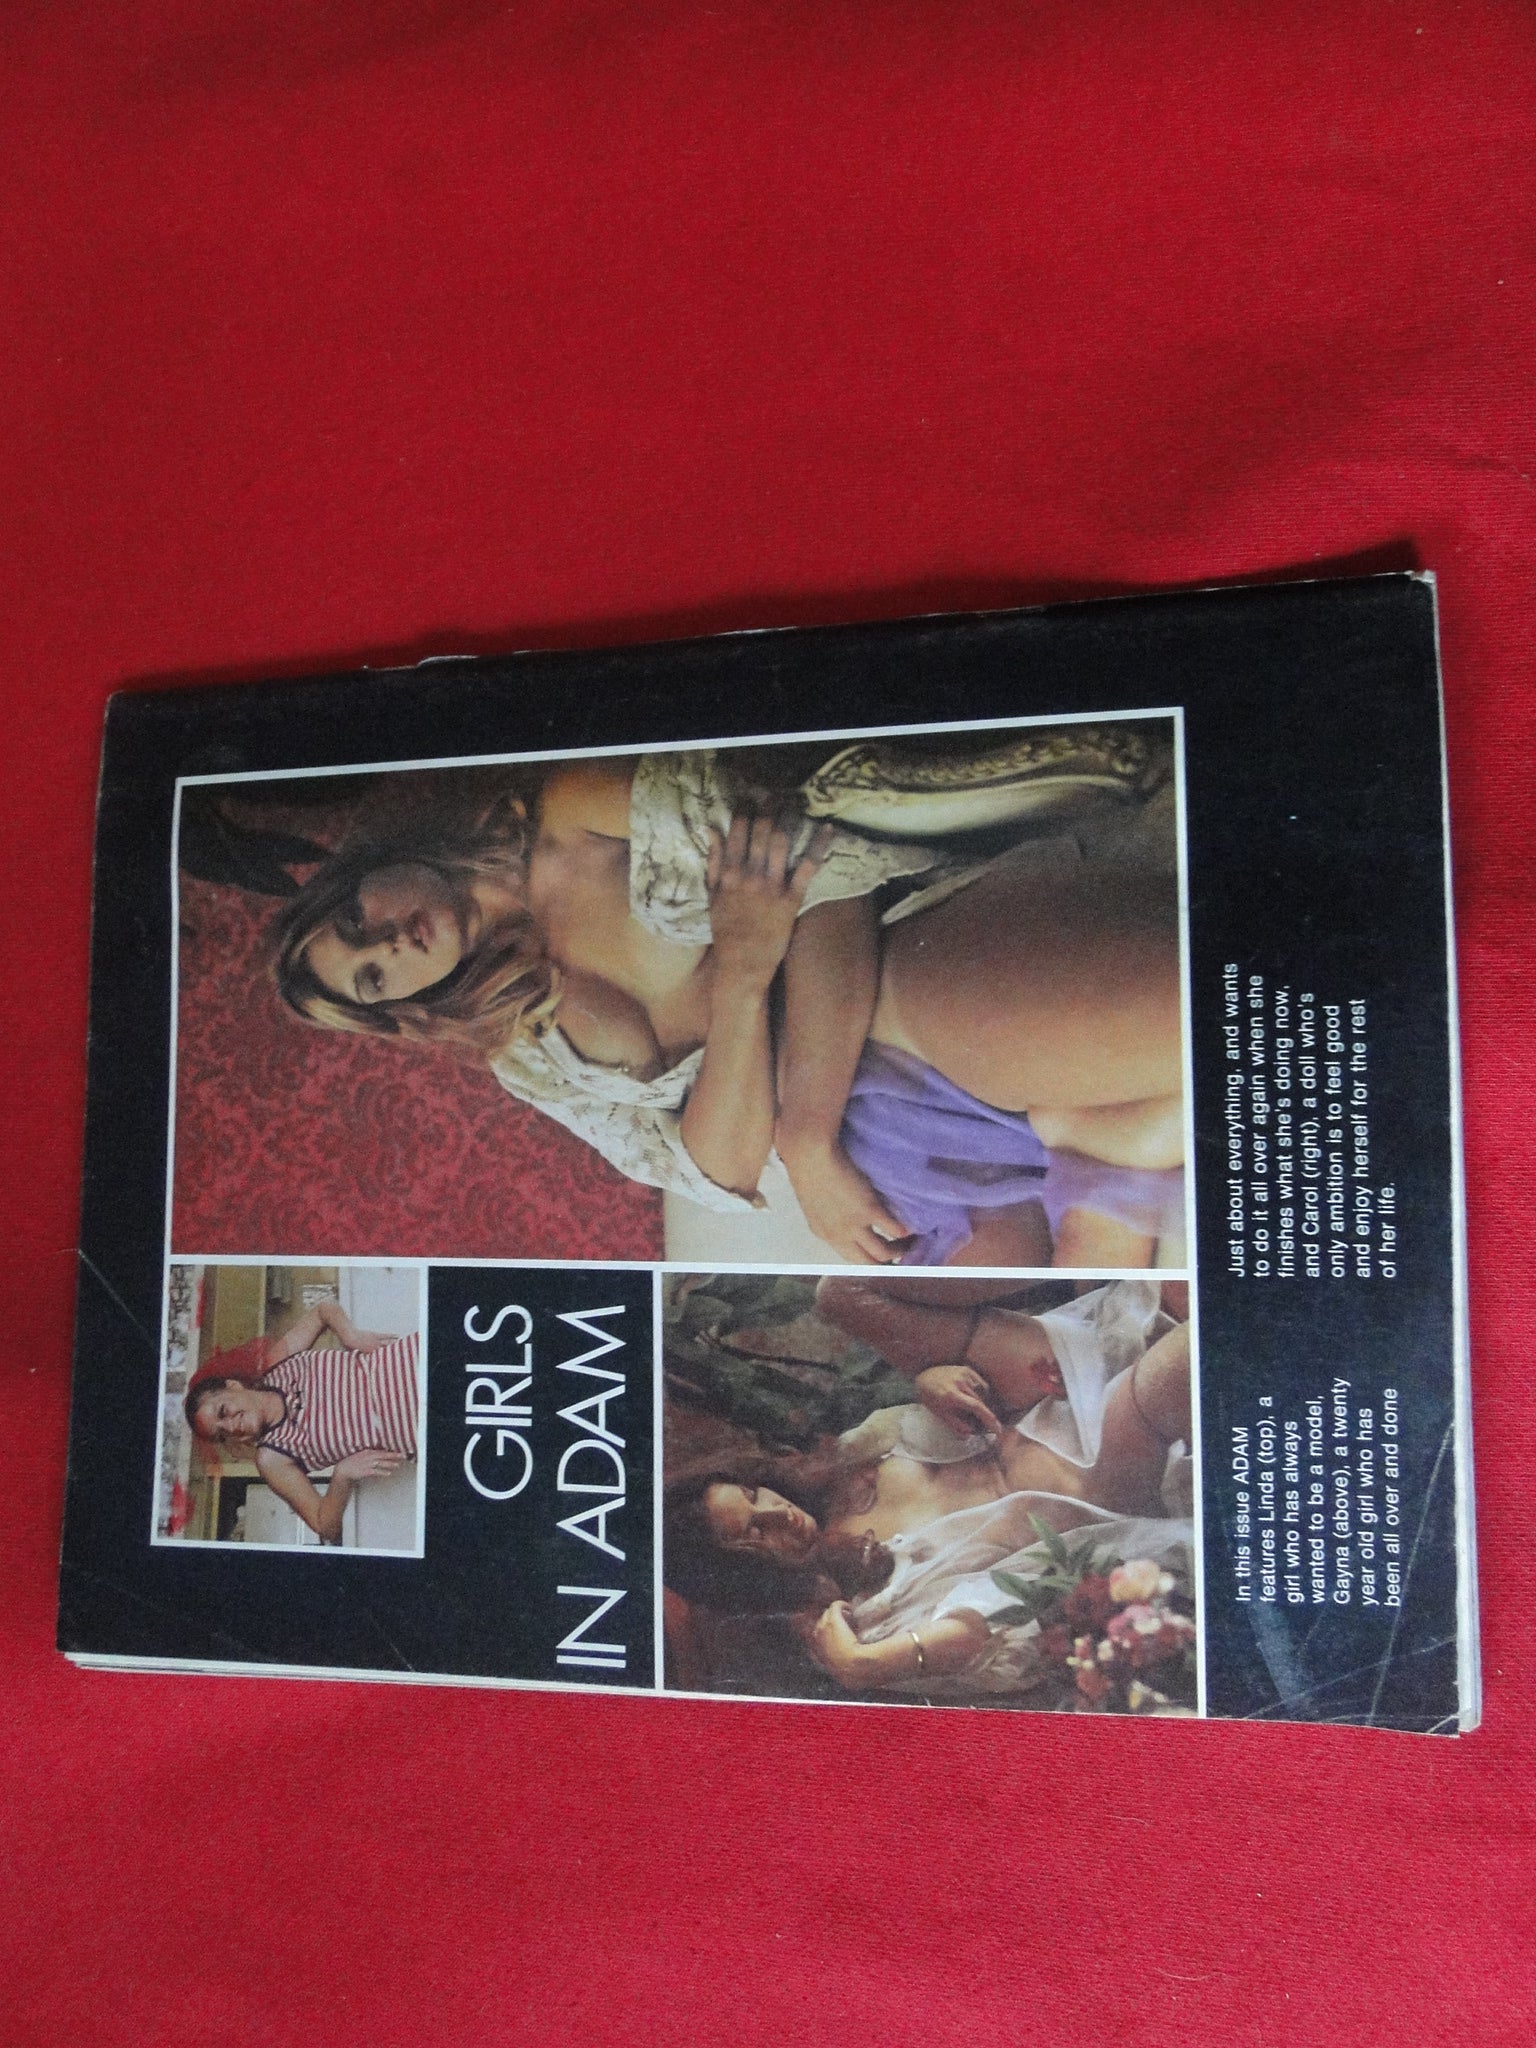 GIRLS
IN ADAM
In this issue ADAM
features Linda (top), a
girl who has always
wanted to be a model,
Gayna (above), a twenty
year old girl who has
been all over and done
Just about everything, and wants
to do it all over again when she
finishes what she's doing now,
and Carol (right), a doll who's
only ambition is to feel good
and enjoy herself for the rest
of her life.